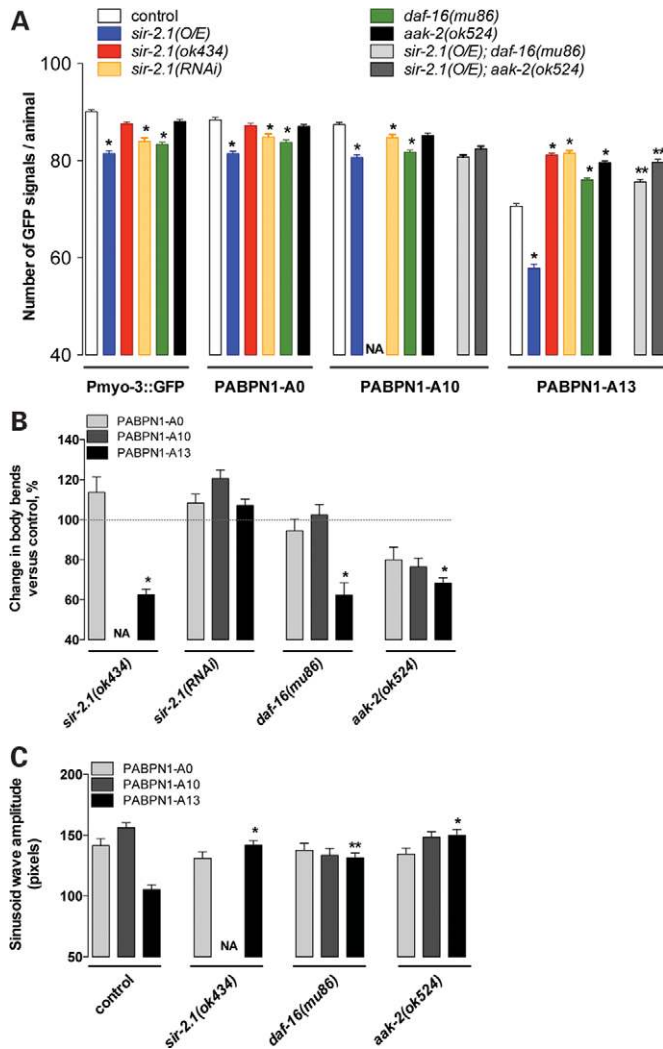 A
control
sir-2.1(O/E)
sir-2.1(ok434)
sir-2.1(RNAi)
daf-16(mu86)
aak-2(ok524)
sir-2.1(O/E); daf-16(mu86)
sir-2.1(O/E); aak-2(ok524)
Number of GFP signals / animal
100
80
60
40
* * * * * * * * * * * * * * * ** **
NA
Pmyo-3::GFP PABPN1-A0 PABPN1-A10 PABPN1-A13
B
PABPN1-A0
PABPN1-A10
PABPN1-A13
Change in body bends
versus control, %
140
120
100
80
60
40
* * *
NA
sir-2.1(ok434) sir-2.1(RNAi) daf-16(mu86) aak-2(ok524)
C
PABPN1-A0
PABPN1-A10
PABPN1-A13
Sinusoid wave amplitude
(pixels)
200
150
100
50
* ** *
NA
control sir-2.1(ok434) daf-16(mu86) aak-2(ok524)